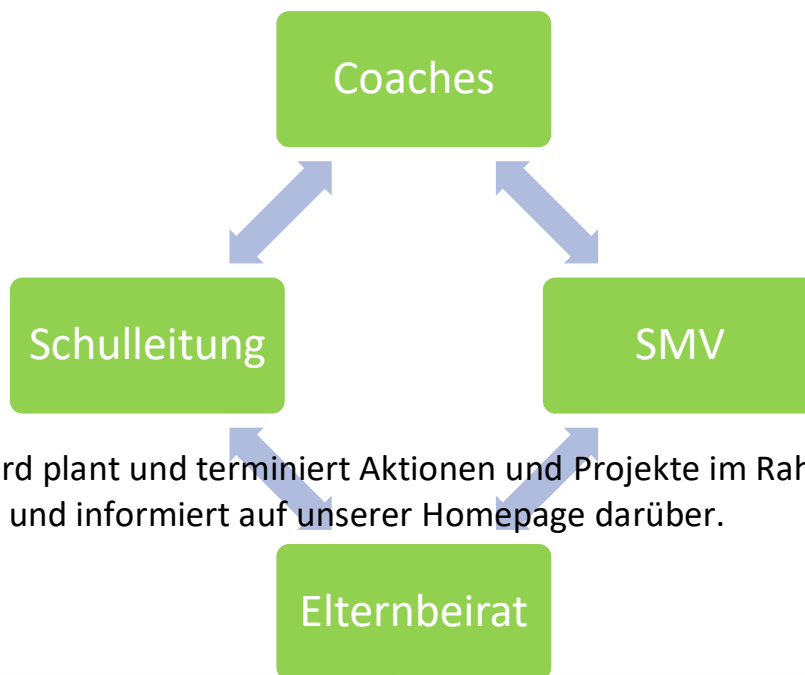 Coaches
Schulleitung
SMV
rd plant und terminiert Aktionen und Projekte im Rah
und informiert auf unserer Homepage darüber.
Elternbeirat